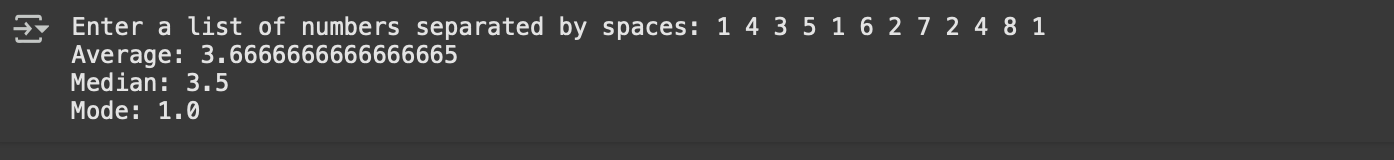 Enter a list of numbers separated by spaces: 1 4 3 5 1 6 2 7 2 4 8 1
Average: 3.6666666666666665
Median: 3.5
Mode: 1.0